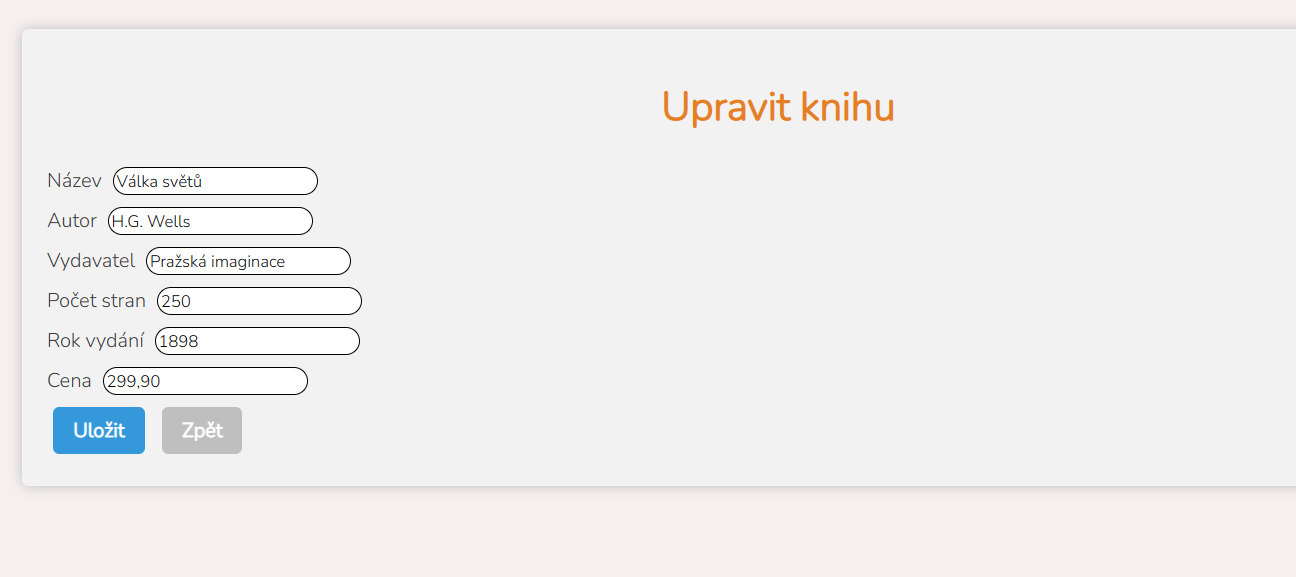 Upravit knihu
Název Válka světů
Autor H.G. Wells
Vydavatel Pražská imaginace
Počet stran 250
Rok vydání 1898
Cena 299,90
Uložit Zpět